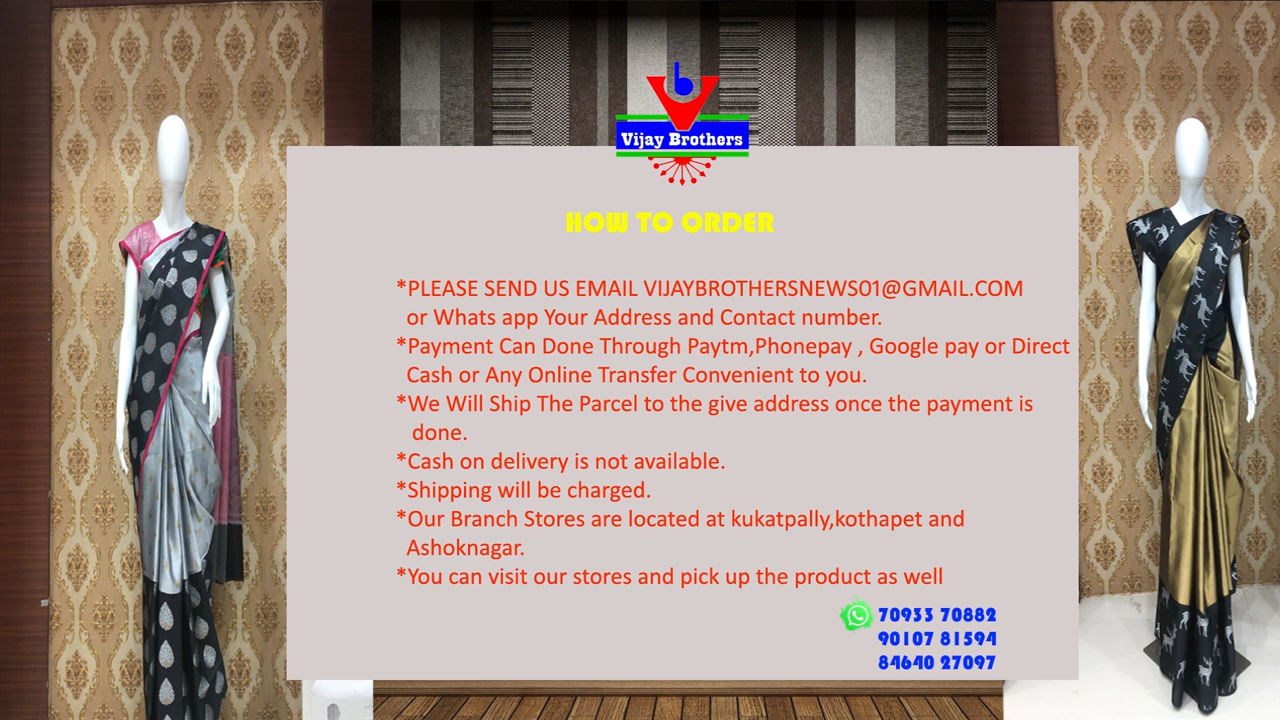 b
Vijay Brothers
HOW TO ORDER
*PLEASE SEND US EMAIL VIJAYBROTHERSNEWS01@GMAIL.COM
or Whats app Your Address and Contact number.
*Payment Can Done Through Paytm,Phonepay , Google pay or Direct
Cash or Any Online Transfer Convenient to you.
*We Will Ship The Parcel to the give address once the payment is
done.
*Cash on delivery is not available.
*Shipping will be charged.
*Our Branch Stores are located at kukatpally,kothapet and
Ashoknagar.
*You can visit our stores and pick up the product as well
70933 70882
90107 81594
84640 27097